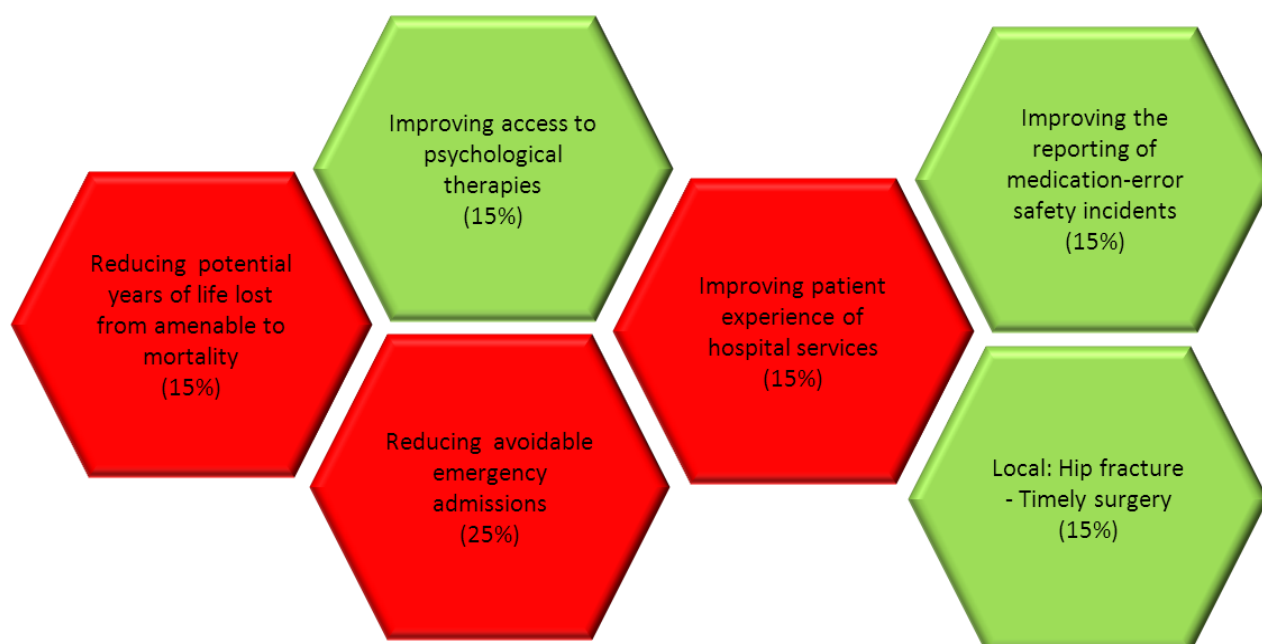 Reducing potential
years of life lost
from amenable to
mortality
(15%)
Improving access to
psychological
therapies
(15%)
Reducing avoidable
emergency
admissions
(25%)
Improving patient
experience of
hospital services
(15%)
Improving the
reporting of
medication-error
safety incidents
(15%)
Local: Hip fracture
- Timely surgery
(15%)